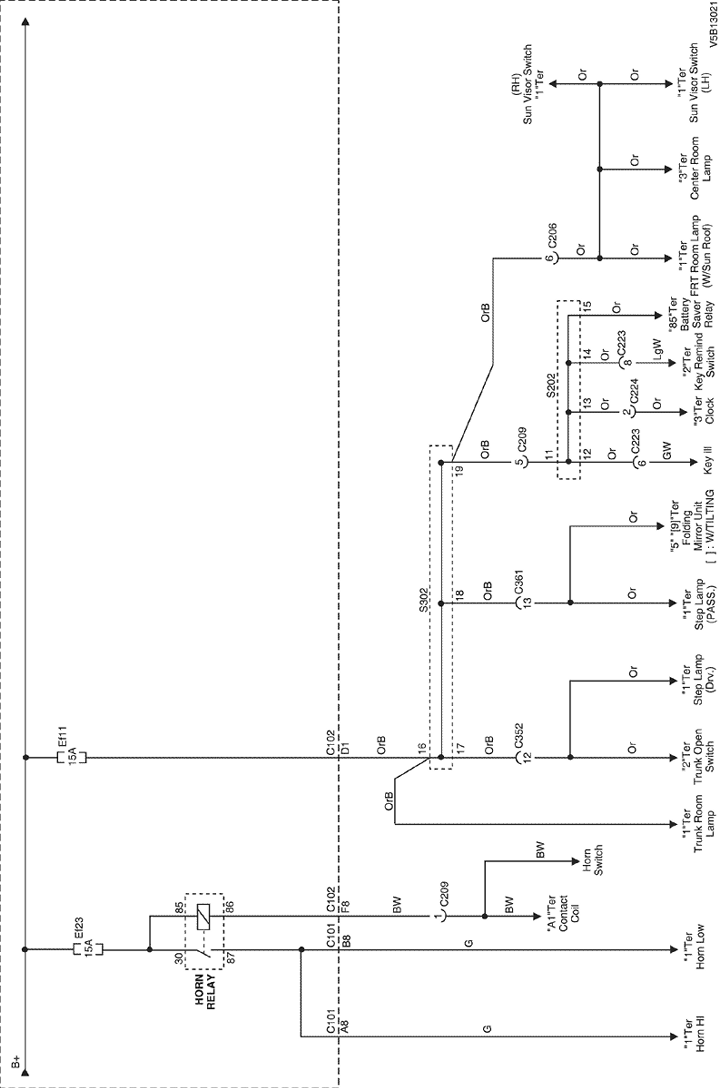 B+
Ef23
15A
Ef11
15A
30
85
87
86
HORN
RELAY
C101
A8
C101
B8
C102
F8
C102
D1
G
G
BW
1
C209
BW
BW
OrB
OrB
S302
16
17
18
19
OrB
12
C352
Or
Or
OrB
13
C361
Or
Or
OrB
5
C209
OrB
S202
11
12
13
14
15
Or
6
C223
GW
Or
2
C224
Or
Or
8
C223
LgW
Or
6
C206
Or
Or
Or
Or
Or
"1"Ter
Horn HI
"1"Ter
Horn Low
"A1"Ter
Contact
Coil
Horn
Switch
"1"Ter
Trunk Room
Lamp
"2"Ter
Trunk Open
Switch
"1"Ter
Step Lamp
(Drv.)
"1"Ter
Step Lamp
(PASS.)
"5" "[9]"Ter
Folding
Mirror Unit
[ ] : W/TILTING
Key ill
"3"Ter
Clock
"2"Ter
Key Remind
Switch
"85"Ter
Battery
Saver
Relay
"1"Ter
FRT Room Lamp
(W/Sun Roof)
"3"Ter
Center Room
Lamp
(RH)
Sun Visor Switch
"1"Ter
"1"Ter
Sun Visor Switch
(LH)
V5B13021